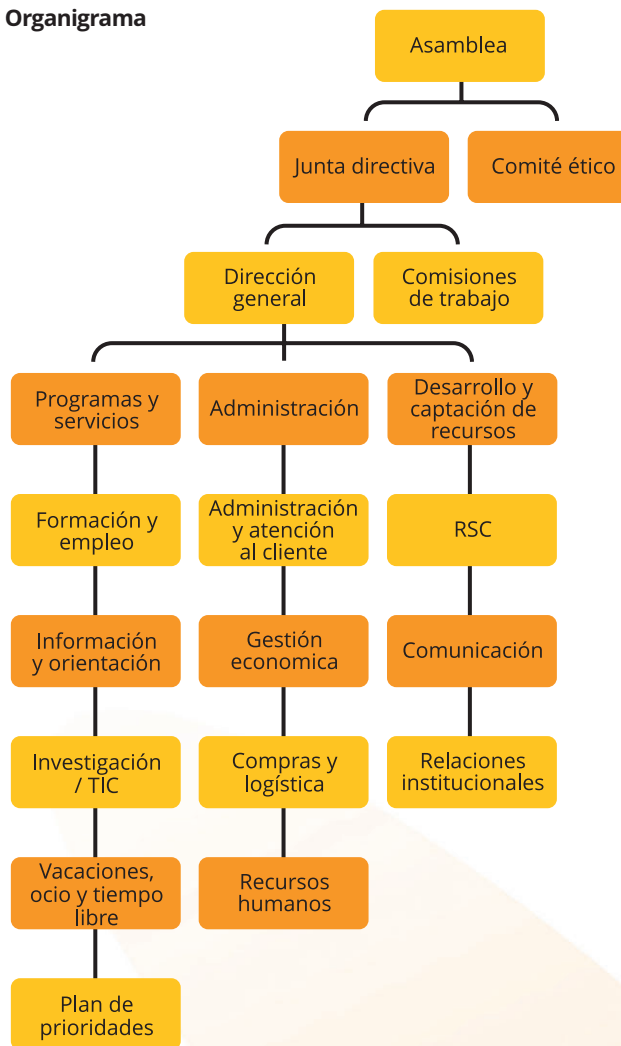 Organigrama
Asamblea
Junta directiva
Comité ético
Dirección
general
Comisiones
de trabajo
Programas y
servicios
Administración
Desarrollo y
captación de
recursos
Formación y
empleo
Administración
y atención
al cliente
RSC
Información
y orientación
Gestión
economica
Comunicación
Investigación
/ TIC
Compras y
logística
Relaciones
institucionales
Vacaciones,
ocio y tiempo
libre
Recursos
humanos
Plan de
prioridades